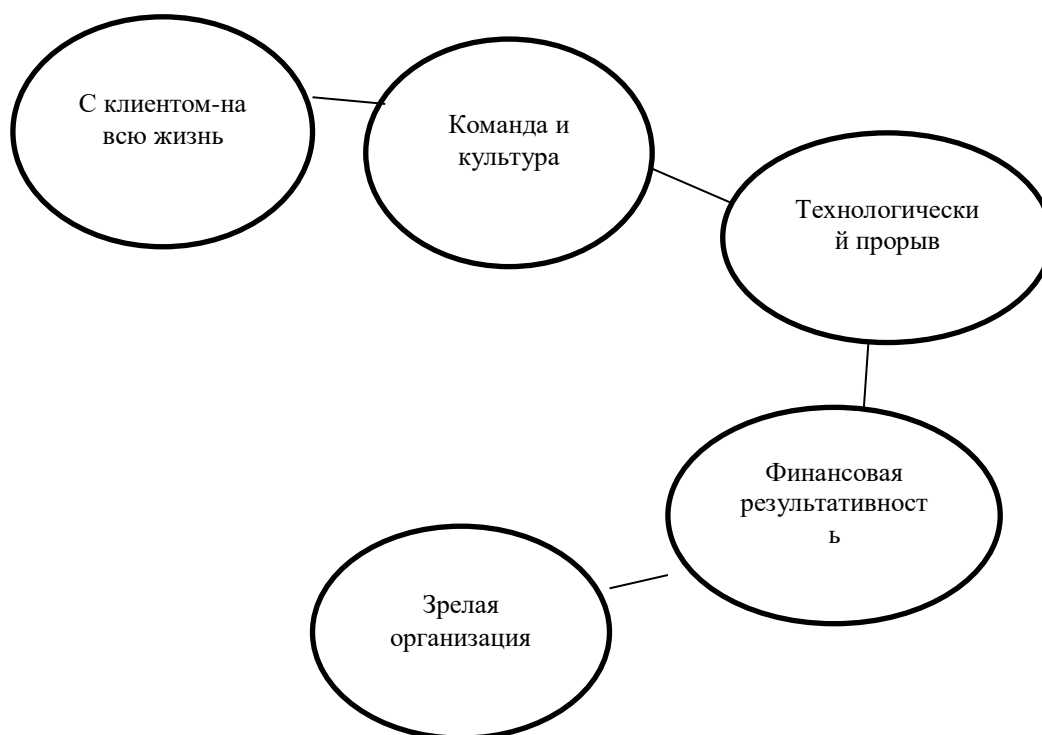 С клиентом-на
всю жизнь
Команда и
культура
Технологически
й прорыв
Финансовая
результативност
ь
Зрелая
организация